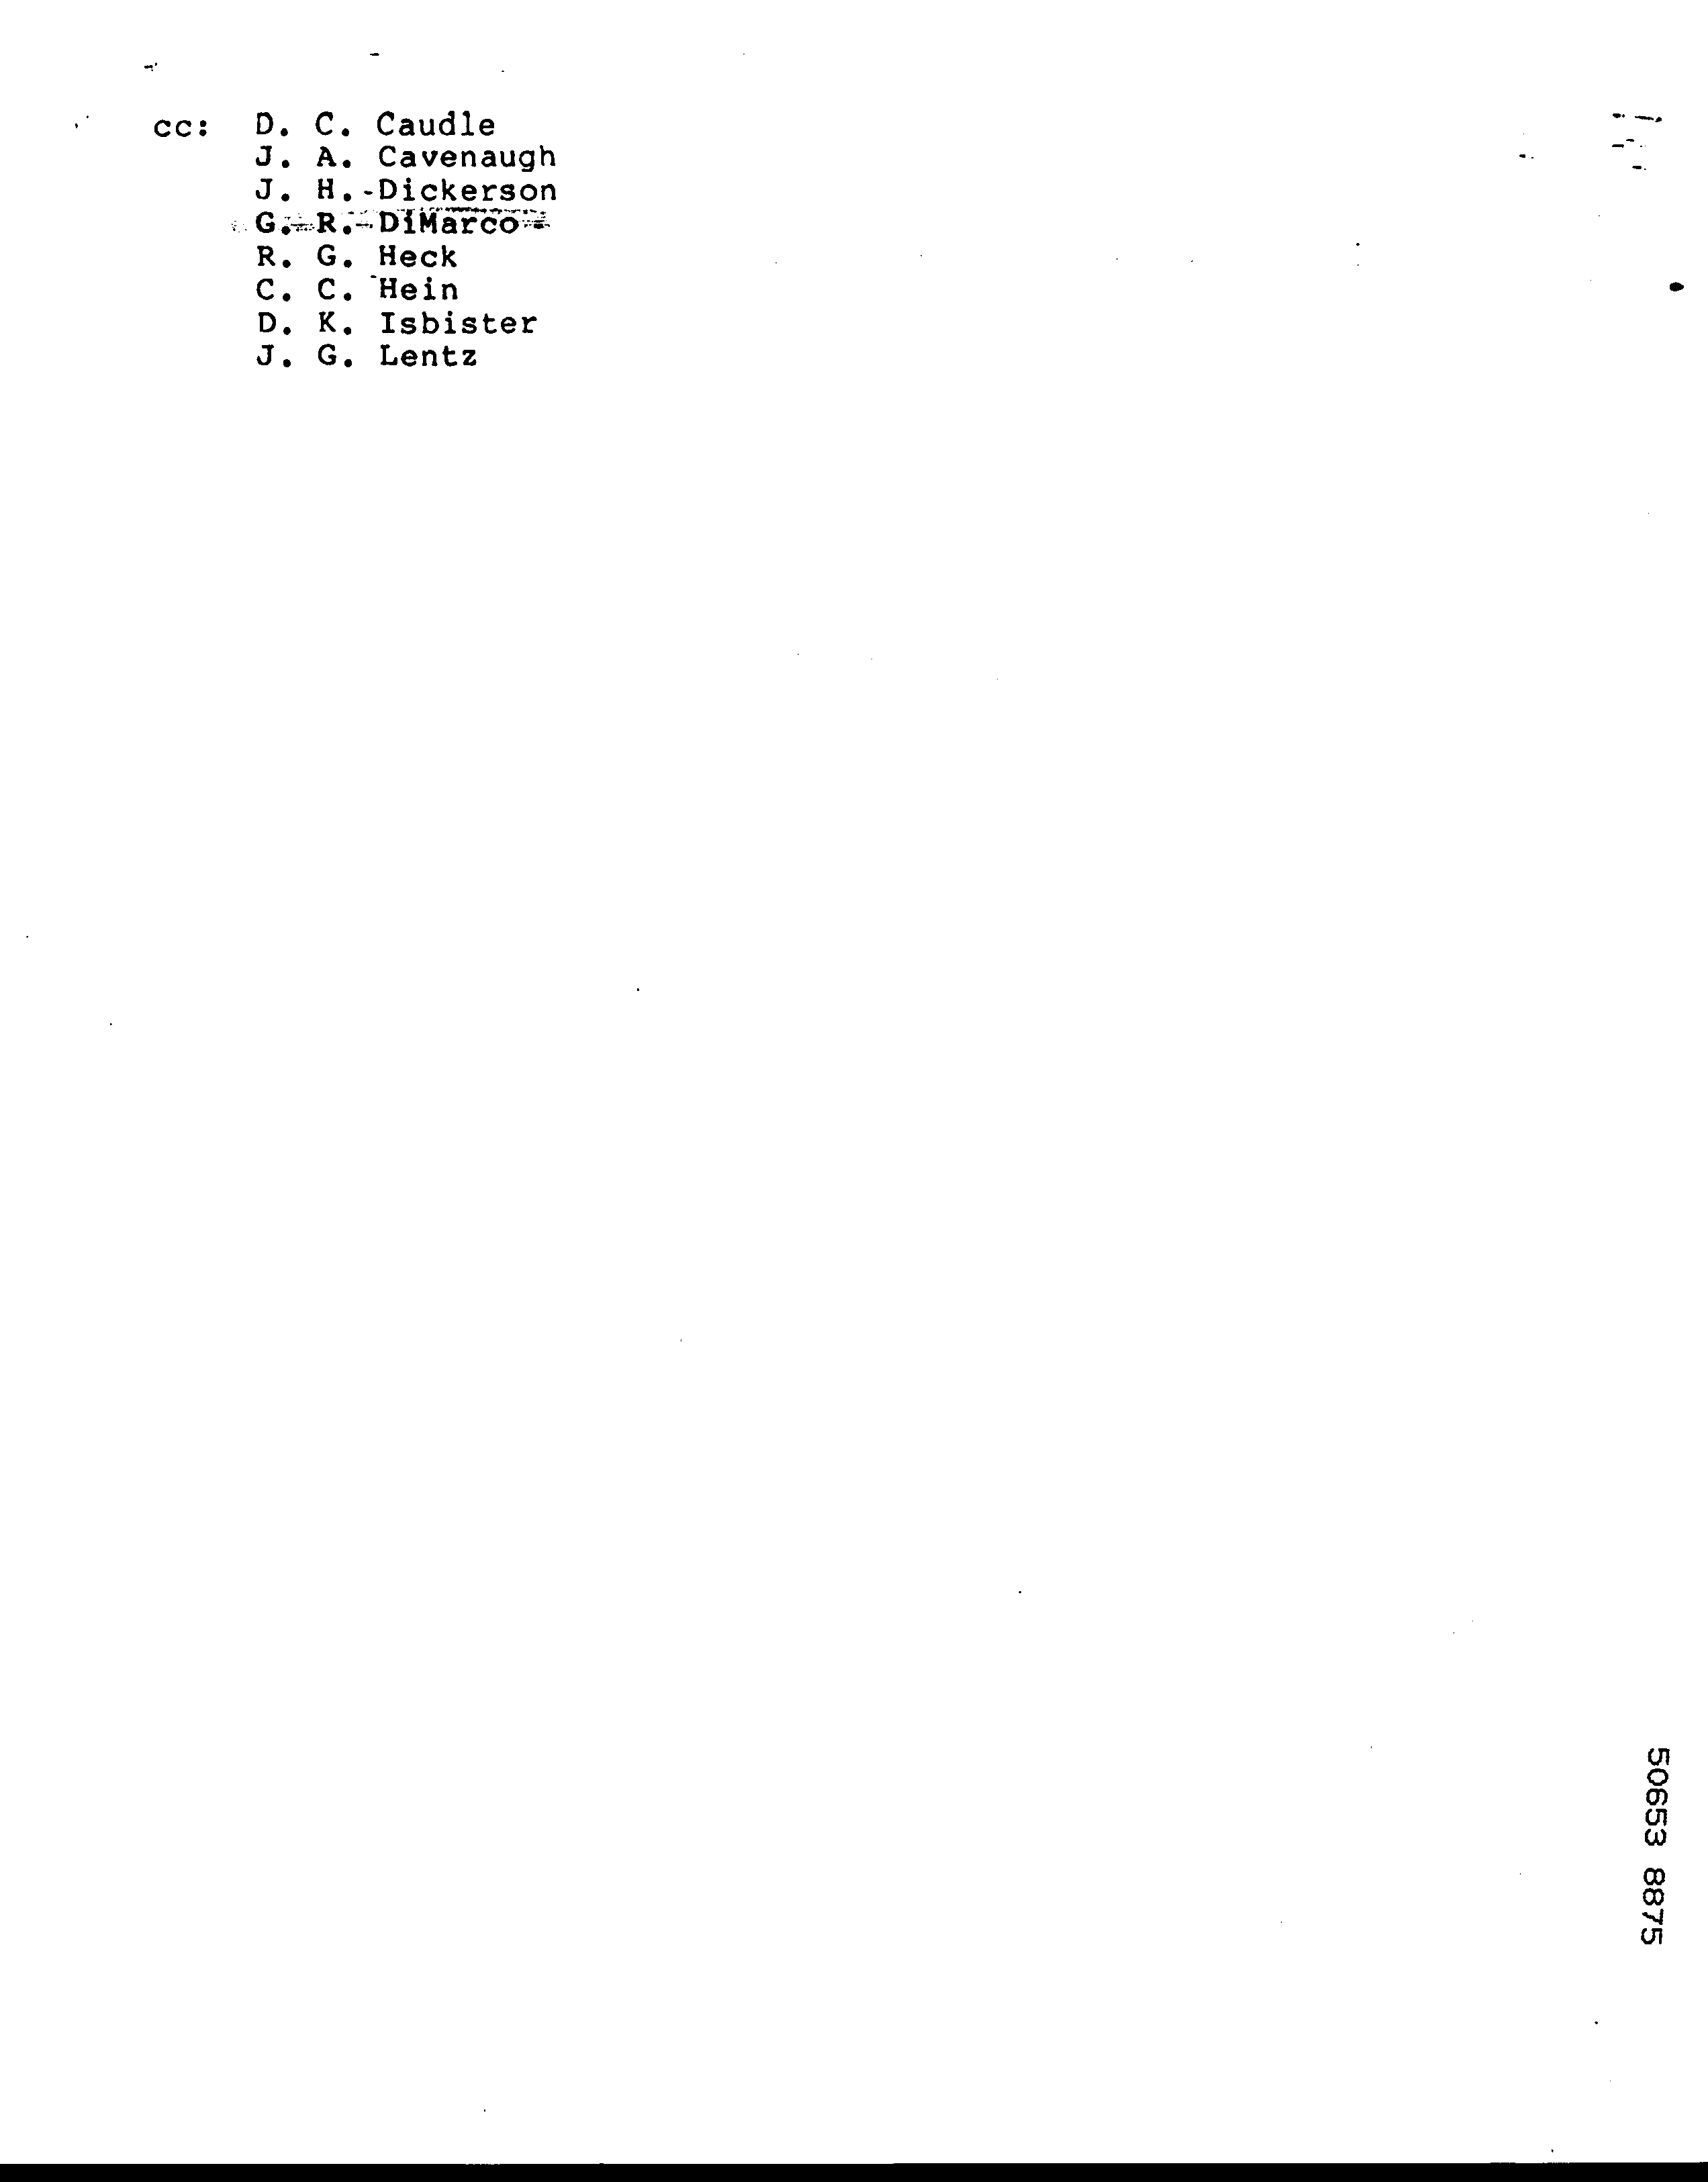 cc: D. C. Caudle
J. A. Cavenaugh
J. H. Dickerson
G. R. DiMarco
R. G. Heck
C. C. Hein
D. K. Isbister
J. G. Lentz
50653 8875